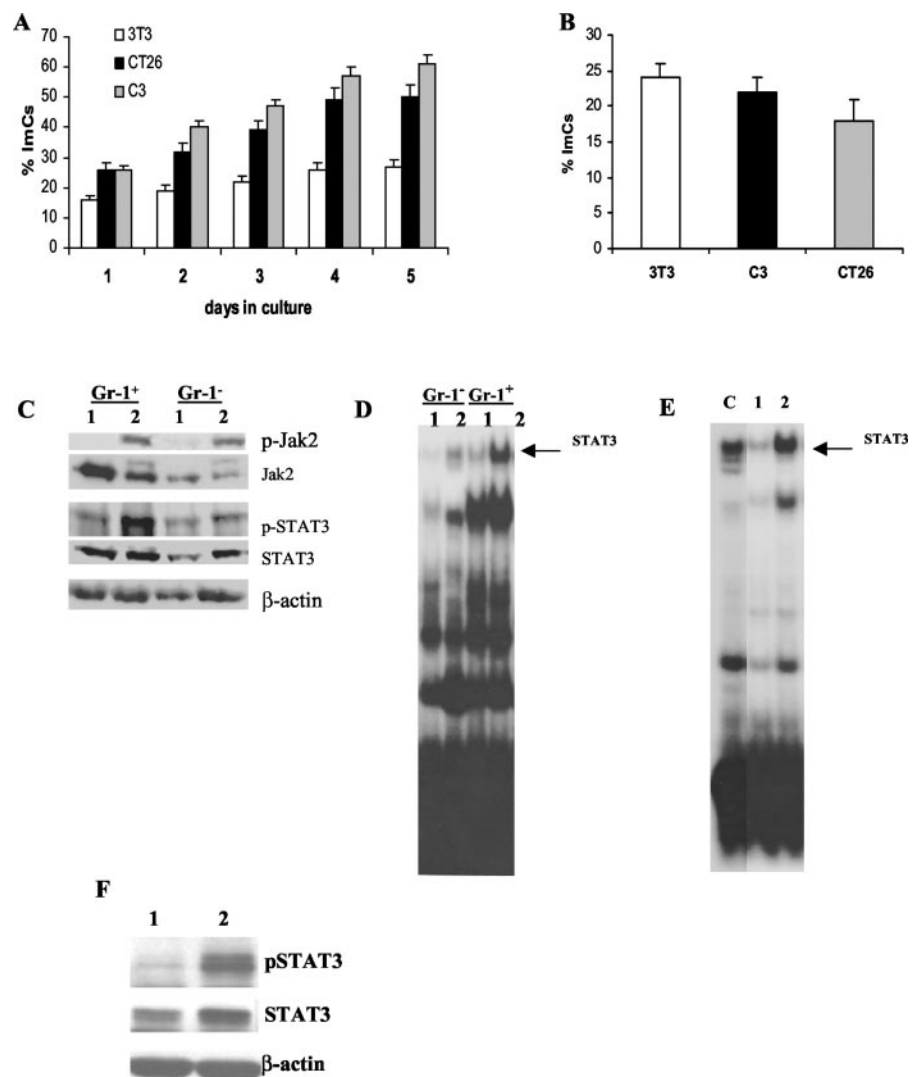 A
% ImCs
70
60
50
40
30
20
10
0
3T3
CT26
C3
1 2 3 4 5
days in culture
B
% ImCs
30
25
20
15
10
5
0
3T3 C3 CT26
C
Gr-1+ Gr-1-
1 2 1 2
p-Jak2
Jak2
p-STAT3
STAT3
β-actin
D
Gr-1- Gr-1+
1 2 1 2
STAT3
E
C 1 2
STAT3
F
1 2
pSTAT3
STAT3
β-actin